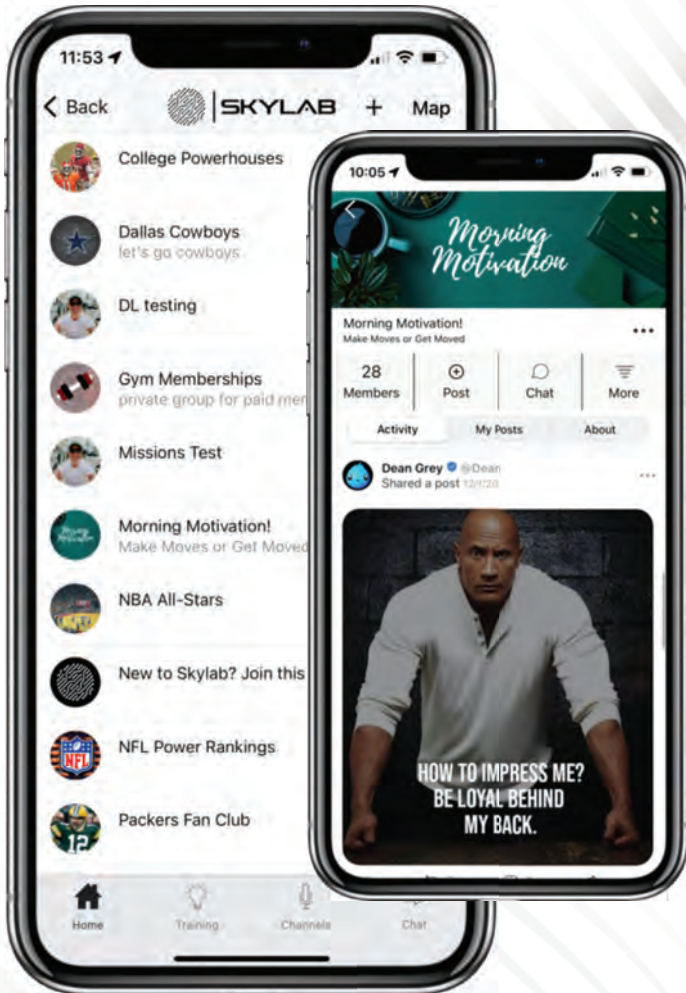 11:53
Back
SKYLAB
+
Map
College Powerhouses
Dallas Cowboys
let's go cowboys
DL testing
Gym Memberships
private group for paid mer
Missions Test
Morning Motivation!
Make Moves or Get Moved
NBA All-Stars
New to Skylab? Join this
NFL
NFL Power Rankings
12
Packers Fan Club
Home
Training
Channels
Chat
10:05
Morning
Motivation
Morning Motivation!
Make Moves or Get Moved
28
Members
Post
Chat
More
Activity
My Posts
About
Dean Grey @Dean
Shared a post 12/1/20
HOW TO IMPRESS ME?
BE LOYAL BEHIND
MY BACK.